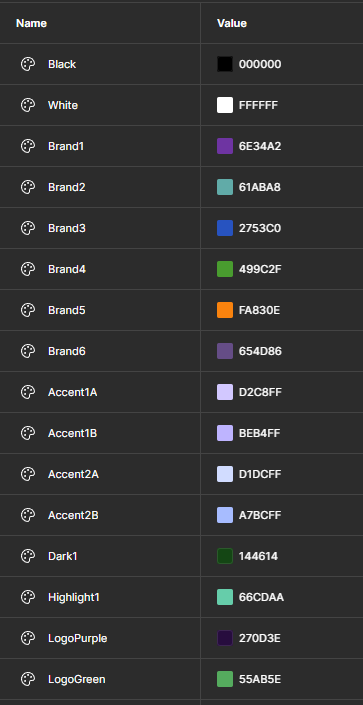 Name Value
Black 000000
White FFFFFF
Brand1 6E34A2
Brand2 61ABA8
Brand3 2753C0
Brand4 499C2F
Brand5 FA830E
Brand6 654D86
Accent1A D2C8FF
Accent1B BEB4FF
Accent2A D1DCFF
Accent2B A7BCFF
Dark1 144614
Highlight1 66CDAA
LogoPurple 270D3E
LogoGreen 55AB5E